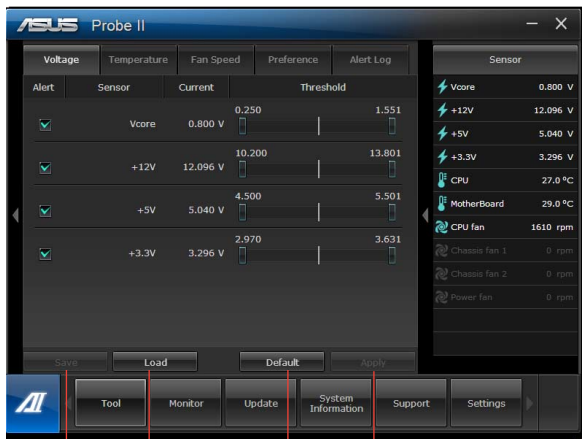 ASUS Probe II
Voltage Temperature Fan Speed Preference Alert Log
Alert Sensor Current Threshold
Vcore 0.800 V 0.250 1.551
+12V 12.096 V 10.200 13.801
+5V 5.040 V 4.500 5.501
+3.3V 3.296 V 2.970 3.631
Save Load Default Apply
Sensor
Vcore 0.800 V
+12V 12.096 V
+5V 5.040 V
+3.3V 3.296 V
CPU 27.0 ºC
MotherBoard 29.0 ºC
CPU fan 1610 rpm
Chassis fan 1 0 rpm
Chassis fan 2 0 rpm
Power fan 0 rpm
AI
Tool Monitor Update System Information Support Settings